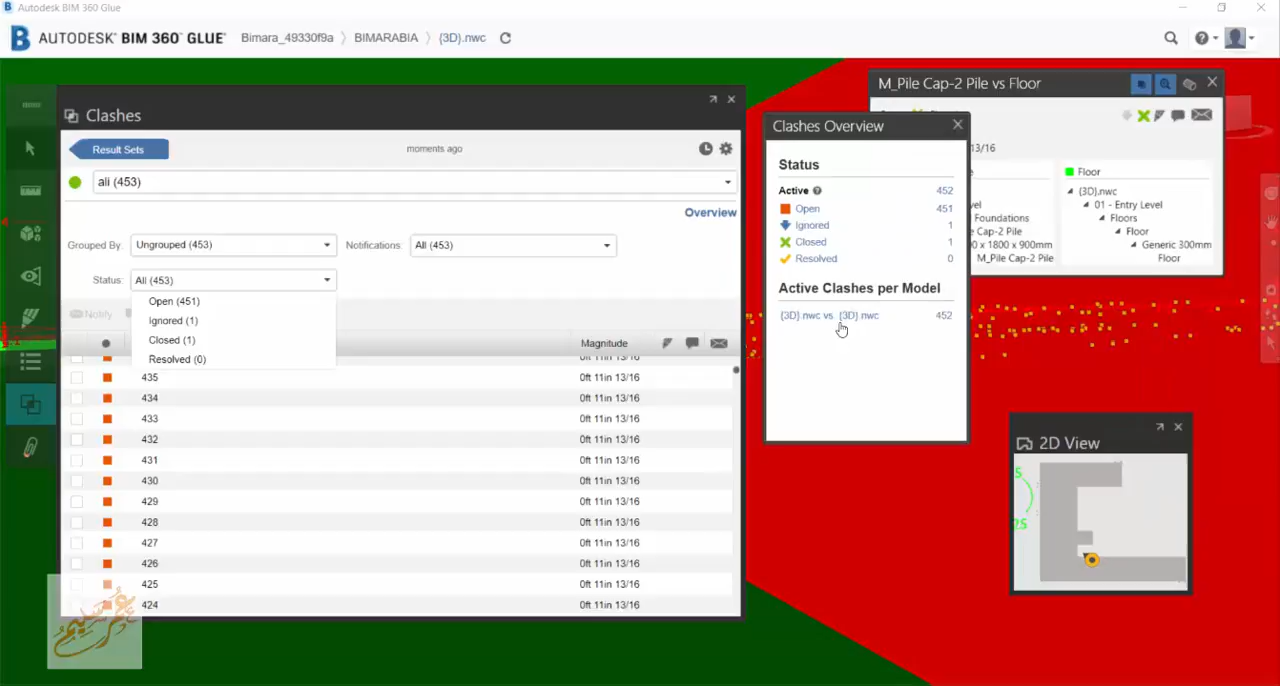 Autodesk BIM 360 Glue
AUTODESK® BIM 360™ GLUE®
Bimara_49330f9a
BIMARABIA
{3D}.nwc
Clashes
Result Sets
moments ago
ali (453)
Overview
Grouped By:
Ungrouped (453)
Notifications:
All (453)
Status:
All (453)
Open (451)
Ignored (1)
Closed (1)
Resolved (0)
Notify
Magnitude
0ft 11in 13/16
435 0ft 11in 13/16
434 0ft 11in 13/16
433 0ft 11in 13/16
432 0ft 11in 13/16
431 0ft 11in 13/16
430 0ft 11in 13/16
429 0ft 11in 13/16
428 0ft 11in 13/16
427 0ft 11in 13/16
426 0ft 11in 13/16
425 0ft 11in 13/16
424 0ft 11in 13/16
عمر سليم
Clashes Overview
Status
Active 452
Open 451
Ignored 1
Closed 1
Resolved 0
Active Clashes per Model
{3D}.nwc vs {3D}.nwc 452
M_Pile Cap-2 Pile vs Floor
13/16
Foundations
Cap-2 Pile
x 1800 x 900mm
M_Pile Cap-2 Pile
Floor
{3D}.nwc
01 - Entry Level
Floors
Floor
Generic 300mm
Floor
2D View
25